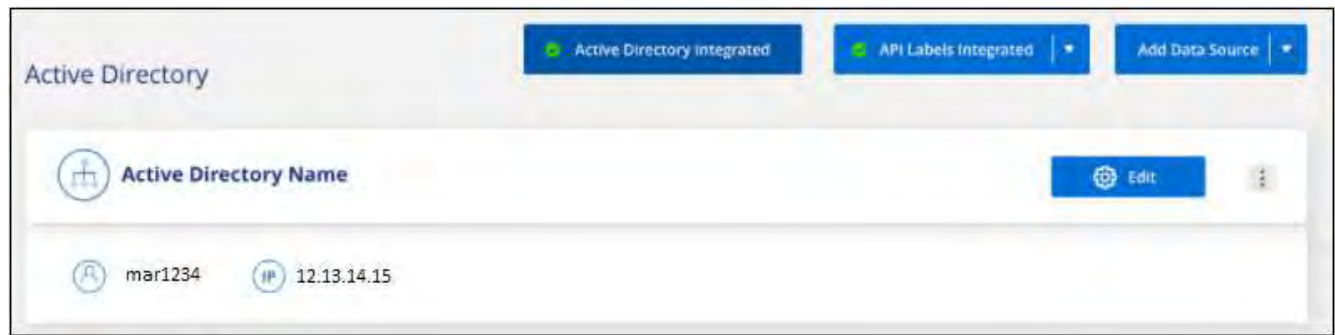 Active Directory Integrated
API Labels Integrated
Add Data Source
Active Directory
Active Directory Name
Edit
mar1234
IP
12.13.14.15